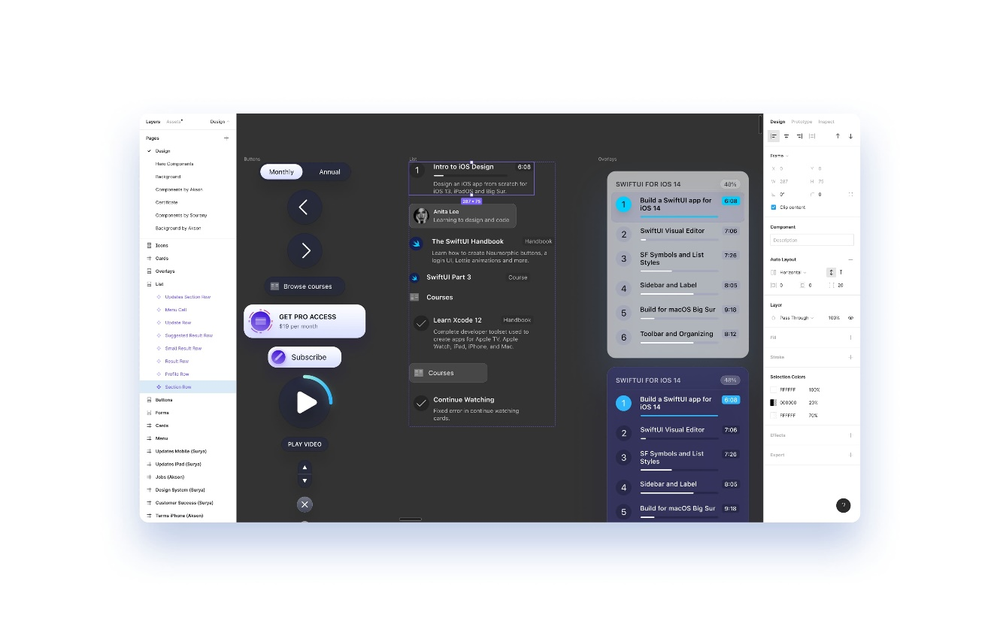 Layers Assets Design
Pages
Design
Hero Components
Background
Components by Akson
Certificate
Components by Sourany
Background by Akson
Icons
Cards
Overlays
List
Updates Section Row
Menu Cell
Update Row
Suggested Result Row
Small Result Row
Result Row
Profile Row
Section Row
Buttons
Forms
Cards
Menu
Updates Mobile (Surya)
Updates iPad (Surya)
Jobs (Akson)
Design System (Surya)
Customer Success (Surya)
Terms iPhone (Akson)
Buttons
Monthly Annual
Browse courses
GET PRO ACCESS
$19 per month
Subscribe
PLAY VIDEO
List
1 Intro to iOS Design 6:08
Design an iOS app from scratch for
iOS 13, iPadOS and Big Sur.
287 × 75
Anita Lee
Learning to design and code
The SwiftUI Handbook Handbook
Learn how to create Neumorphic buttons, a
login UI, Lottie animations and more.
SwiftUI Part 3 Course
Courses
Learn Xcode 12 Handbook
Complete developer toolset used to
create apps for Apple TV, Apple
Watch, iPad, iPhone, and Mac.
Courses
Continue Watching
Fixed error in continue watching
cards.
Overlays
SWIFTUI FOR IOS 14 48%
1 Build a SwiftUI app for 6:08
iOS 14
2 SwiftUI Visual Editor 7:06
3 SF Symbols and List 7:26
Styles
4 Sidebar and Label 8:05
5 Build for macOS Big Sur 9:18
6 Toolbar and Organizing 8:12
SWIFTUI FOR IOS 14 48%
1 Build a SwiftUI app for 6:08
iOS 14
2 SwiftUI Visual Editor 7:06
3 SF Symbols and List 7:26
Styles
4 Sidebar and Label 8:05
5 Build for macOS Big Sur 9:18
Design Prototype Inspect
Frame
X 0 Y 0
W 287 H 75
0° 0
Clip content
Component
Description
Auto Layout
Horizontal
0 0 20
Layer
Pass Through 100%
Fill
Stroke
Selection Colors
FFFFFF 100%
000000 20%
FFFFFF 70%
Effects
Export
?